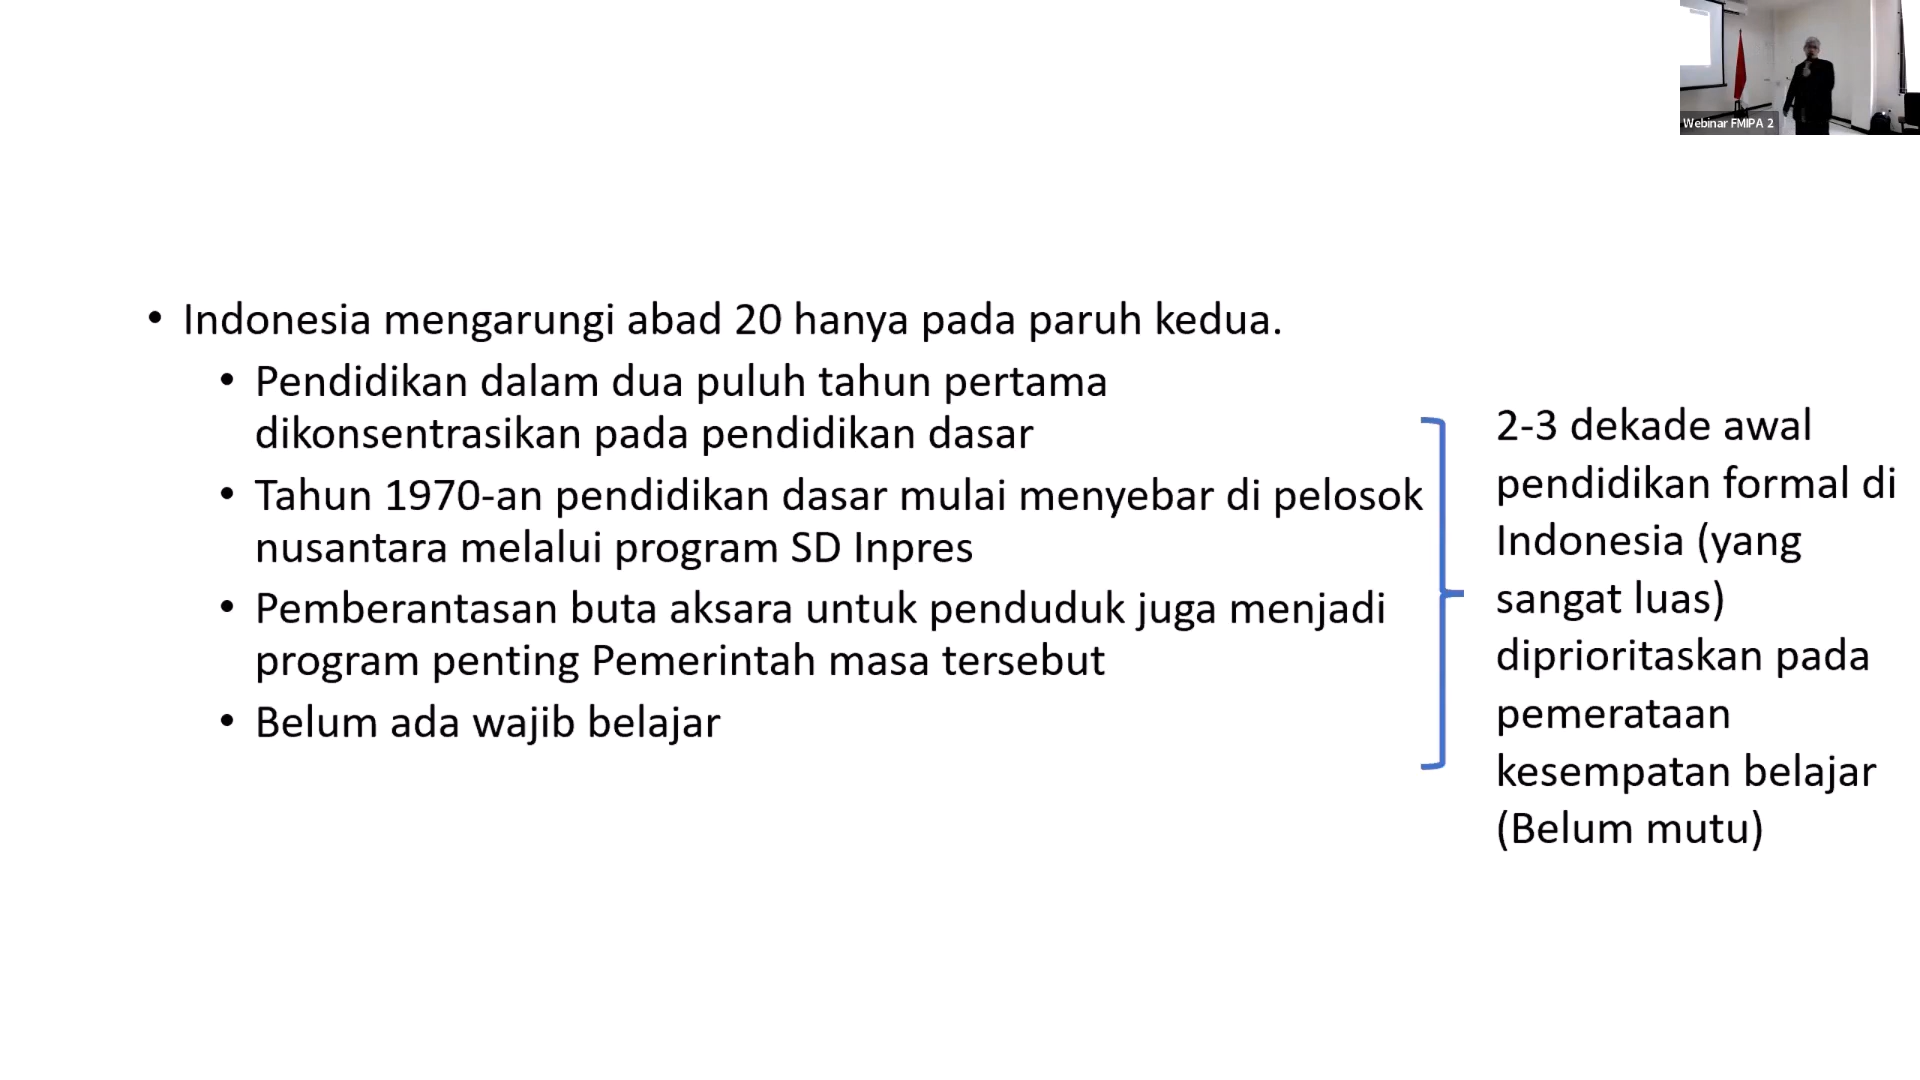 Webinar FMIPA 2
• Indonesia mengarungi abad 20 hanya pada paruh kedua.
• Pendidikan dalam dua puluh tahun pertama
dikonsentrasikan pada pendidikan dasar
• Tahun 1970-an pendidikan dasar mulai menyebar di pelosok
nusantara melalui program SD Inpres
• Pemberantasan buta aksara untuk penduduk juga menjadi
program penting Pemerintah masa tersebut
• Belum ada wajib belajar
2-3 dekade awal
pendidikan formal di
Indonesia (yang
sangat luas)
diprioritaskan pada
pemerataan
kesempatan belajar
(Belum mutu)